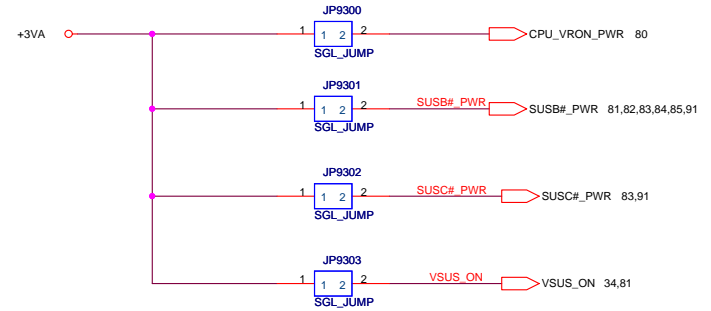 JP9300
+3VA
1 1 2 2
CPU_VRON_PWR 80
SGL_JUMP
JP9301
1 1 2 2
SUSB#_PWR
SUSB#_PWR 81,82,83,84,85,91
SGL_JUMP
JP9302
1 1 2 2
SUSC#_PWR
SUSC#_PWR 83,91
SGL_JUMP
JP9303
1 1 2 2
VSUS_ON
VSUS_ON 34,81
SGL_JUMP